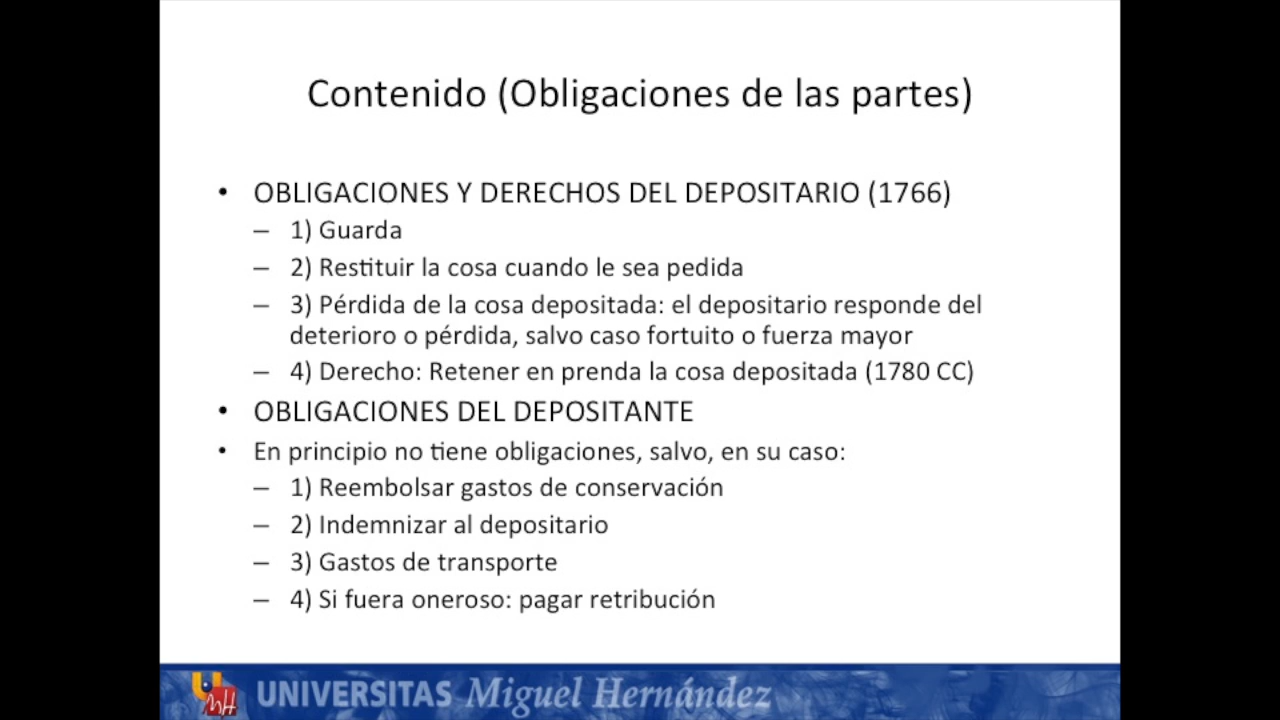 Contenido (Obligaciones de las partes)
• OBLIGACIONES Y DERECHOS DEL DEPOSITARIO (1766)
– 1) Guarda
– 2) Restituir la cosa cuando le sea pedida
– 3) Pérdida de la cosa depositada: el depositario responde del
deterioro o pérdida, salvo caso fortuito o fuerza mayor
– 4) Derecho: Retener en prenda la cosa depositada (1780 CC)
• OBLIGACIONES DEL DEPOSITANTE
• En principio no tiene obligaciones, salvo, en su caso:
– 1) Reembolsar gastos de conservación
– 2) Indemnizar al depositario
– 3) Gastos de transporte
– 4) Si fuera oneroso: pagar retribución
UNIVERSITAS Miguel Hernández